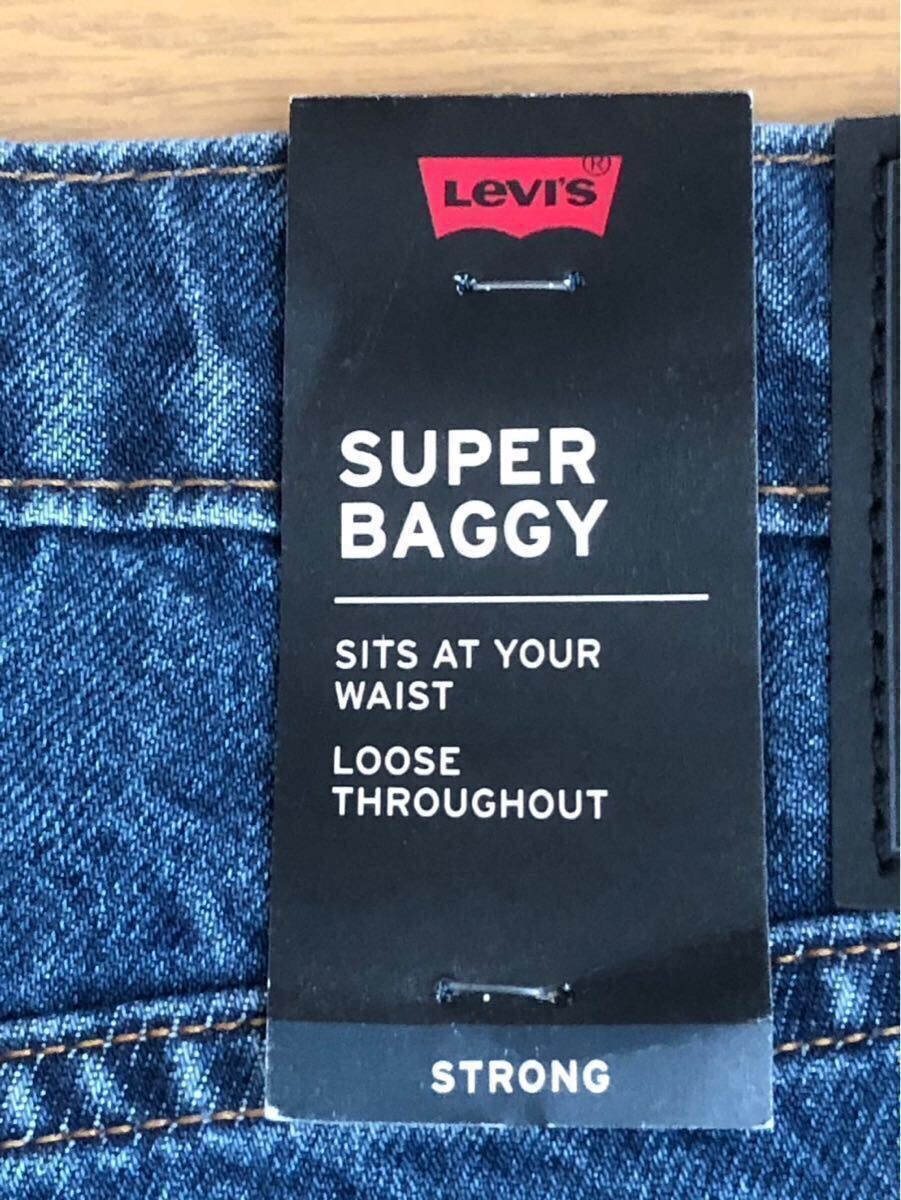 LEVI'S®
SUPER
BAGGY
SITS AT YOUR
WAIST
LOOSE
THROUGHOUT
STRONG